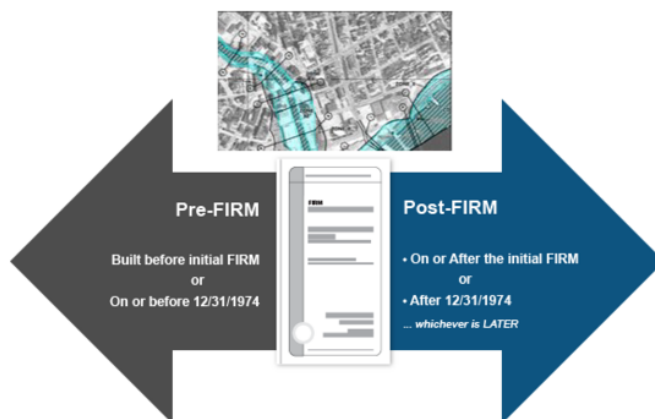 Pre-FIRM
Built before initial FIRM
or
On or before 12/31/1974
FIRM
Post-FIRM
• On or After the initial FIRM
or
• After 12/31/1974
... whichever is LATER